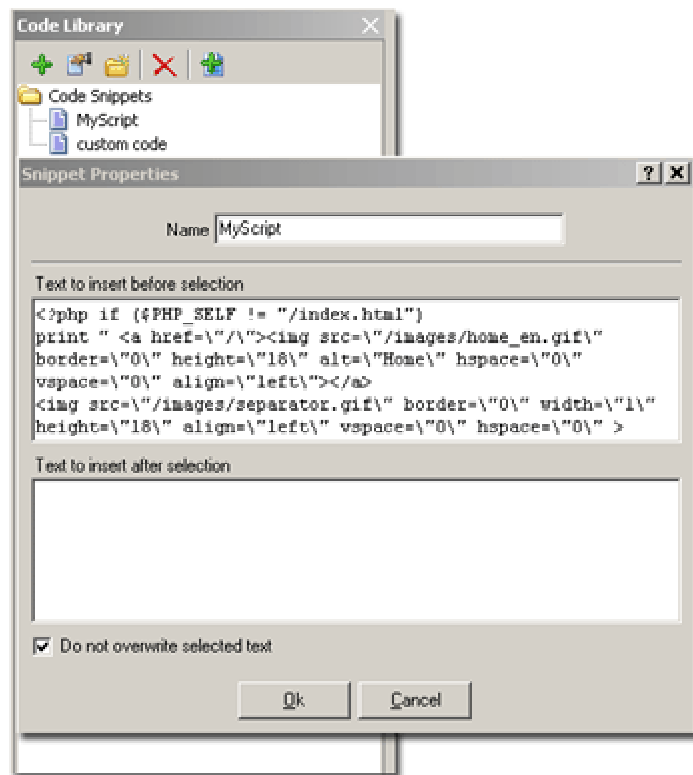 Code Library
Code Snippets
MyScript
custom code
Snippet Properties
Name MyScript
Text to insert before selection
<?php if ($PHP_SELF != "/index.html")
print " <a href=\"/\"><img src=\"/images/home_en.gif\"
border=\"0\" height=\"18\" alt=\"Home\" hspace=\"0\"
vspace=\"0\" align=\"left\"></a>
<img src=\"/images/separator.gif\" border=\"0\" width=\"1\"
height=\"18\" align=\"left\" vspace=\"0\" hspace=\"0\" >
Text to insert after selection
Do not overwrite selected text
Ok Cancel